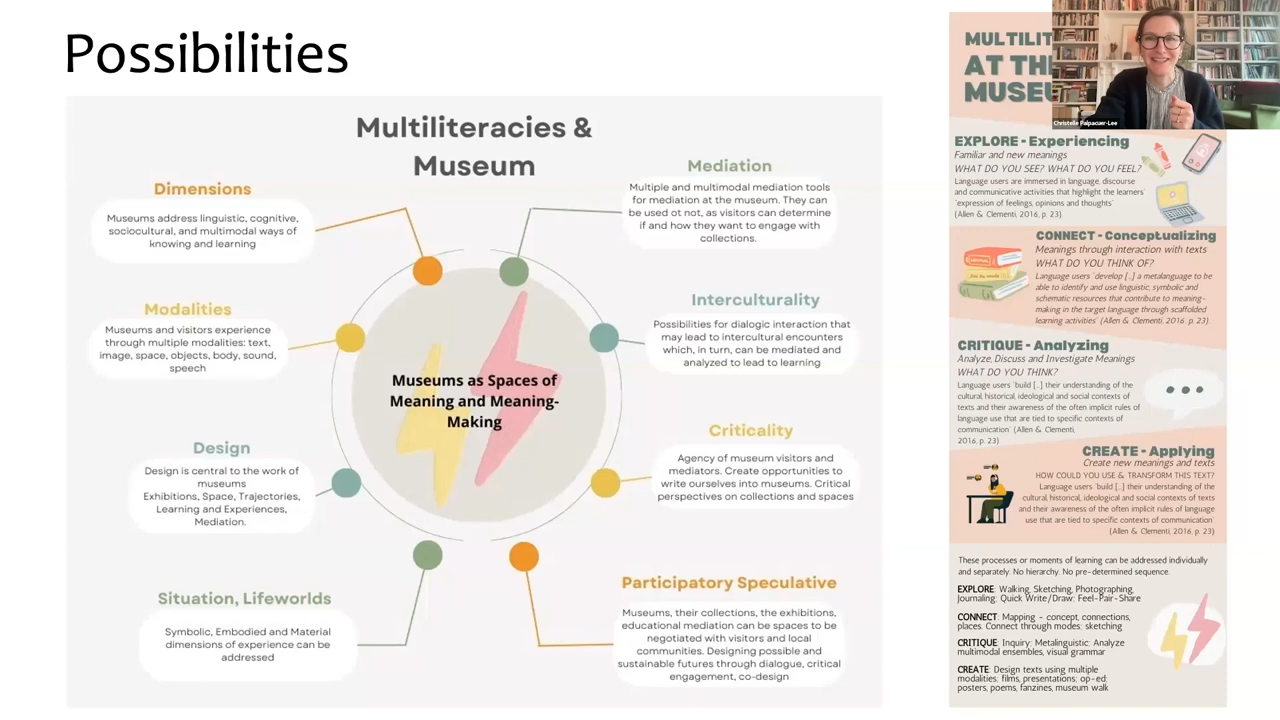 Possibilities
Multiliteracies &
Museum
Dimensions
Museums address linguistic, cognitive,
sociocultural, and multimodal ways of
knowing and learning
Modalities
Museums and visitors experience
through multiple modalities: text,
image, space, objects, body, sound,
speech
Design
Design is central to the work of
museums
Exhibitions, Space, Trajectories,
Learning and Experiences,
Mediation.
Situation, Lifeworlds
Symbolic, Embodied and Material
dimensions of experience can be
addressed
Museums as Spaces of
Meaning and Meaning-
Making
Mediation
Multiple and multimodal mediation tools
for mediation at the museum. They can
be used ot not, as visitors can determine
if and how they want to engage with
collections.
Interculturality
Possibilities for dialogic interaction that
may lead to intercultural encounters
which, in turn, can be mediated and
analyzed to lead to learning
Criticality
Agency of museum visitors and
mediators. Create opportunities to
write ourselves into museums. Critical
perspectives on collections and spaces
Participatory Speculative
Museums, their collections, the exhibitions,
educational mediation can be spaces to be
negotiated with visitors and local
communities. Designing possible and
sustainable futures through dialogue, critical
engagement, co-design
MULTILIT
AT TH
MUSEU
Christelle Palpacuer-Lee
EXPLORE - Experiencing
Familiar and new meanings
WHAT DO YOU SEE? WHAT DO YOU FEEL?
Language users are immersed in language, discourse
and communicative activities that highlight the learners'
'expression of feelings, opinions and thoughts'
(Allen & Clementi, 2016, p. 23)
CONNECT - Conceptualizing
Meanings through interaction with texts
WHAT DO YOU THINK OF?
Language users 'develop [..] a metalanguage to be
able to identify and use linguistic, symbolic and
schematic resources that contribute to meaning-
making in the target language through scaffolded
learning activities' (Allen & Clementi, 2016. p. 23).
CRITIQUE - Analyzing
Analyze, Discuss and Investigate Meanings
WHAT DO YOU THINK?
Language users 'build [..] their understanding of the
cultural, historical, ideological and social contexts of
texts and their awareness of the often implicit rules of
language use that are tied to specific contexts of
communication' (Allen & Clementi,
2016, p. 23)
CREATE - Applying
Create new meanings and texts
HOW COULD YOU USE & TRANSFORM THIS TEXT?
Language users 'build [..] their understanding of the
cultural, historical, ideological and social contexts of texts
and their awareness of the often implicit rules of language
use that are tied to specific contexts of communication'
(Allen & Clementi, 2016, p. 23)
These processes or moments of learning can be addressed individually
and separately. No hierarchy. No pre-determined sequence.
EXPLORE: Walking, Sketching, Photographing,
Journaling: Quick Write/Draw: Feel-Pair-Share
CONNECT: Mapping - concept, connections,
places. Connect through modes: sketching
CRITIQUE: Inquiry: Metalinguistic: Analyze
multimodal ensembles, visual grammar
CREATE: Design texts using multiple
modalities: films, presentations; op-ed;
posters, poems, fanzines, museum walk